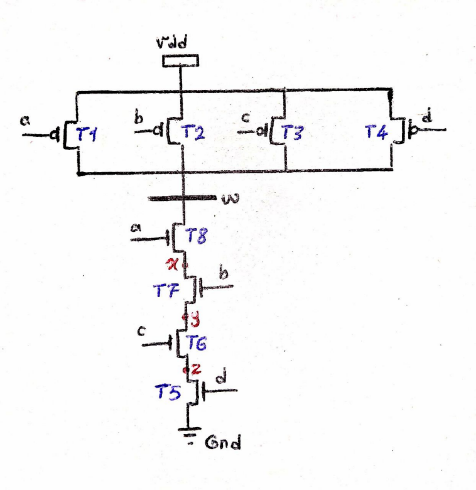 Vdd
a T1 b T2 c T3 T4 d
w
a T8
x
T7 b
y
c T6
z
T5 d
Gnd